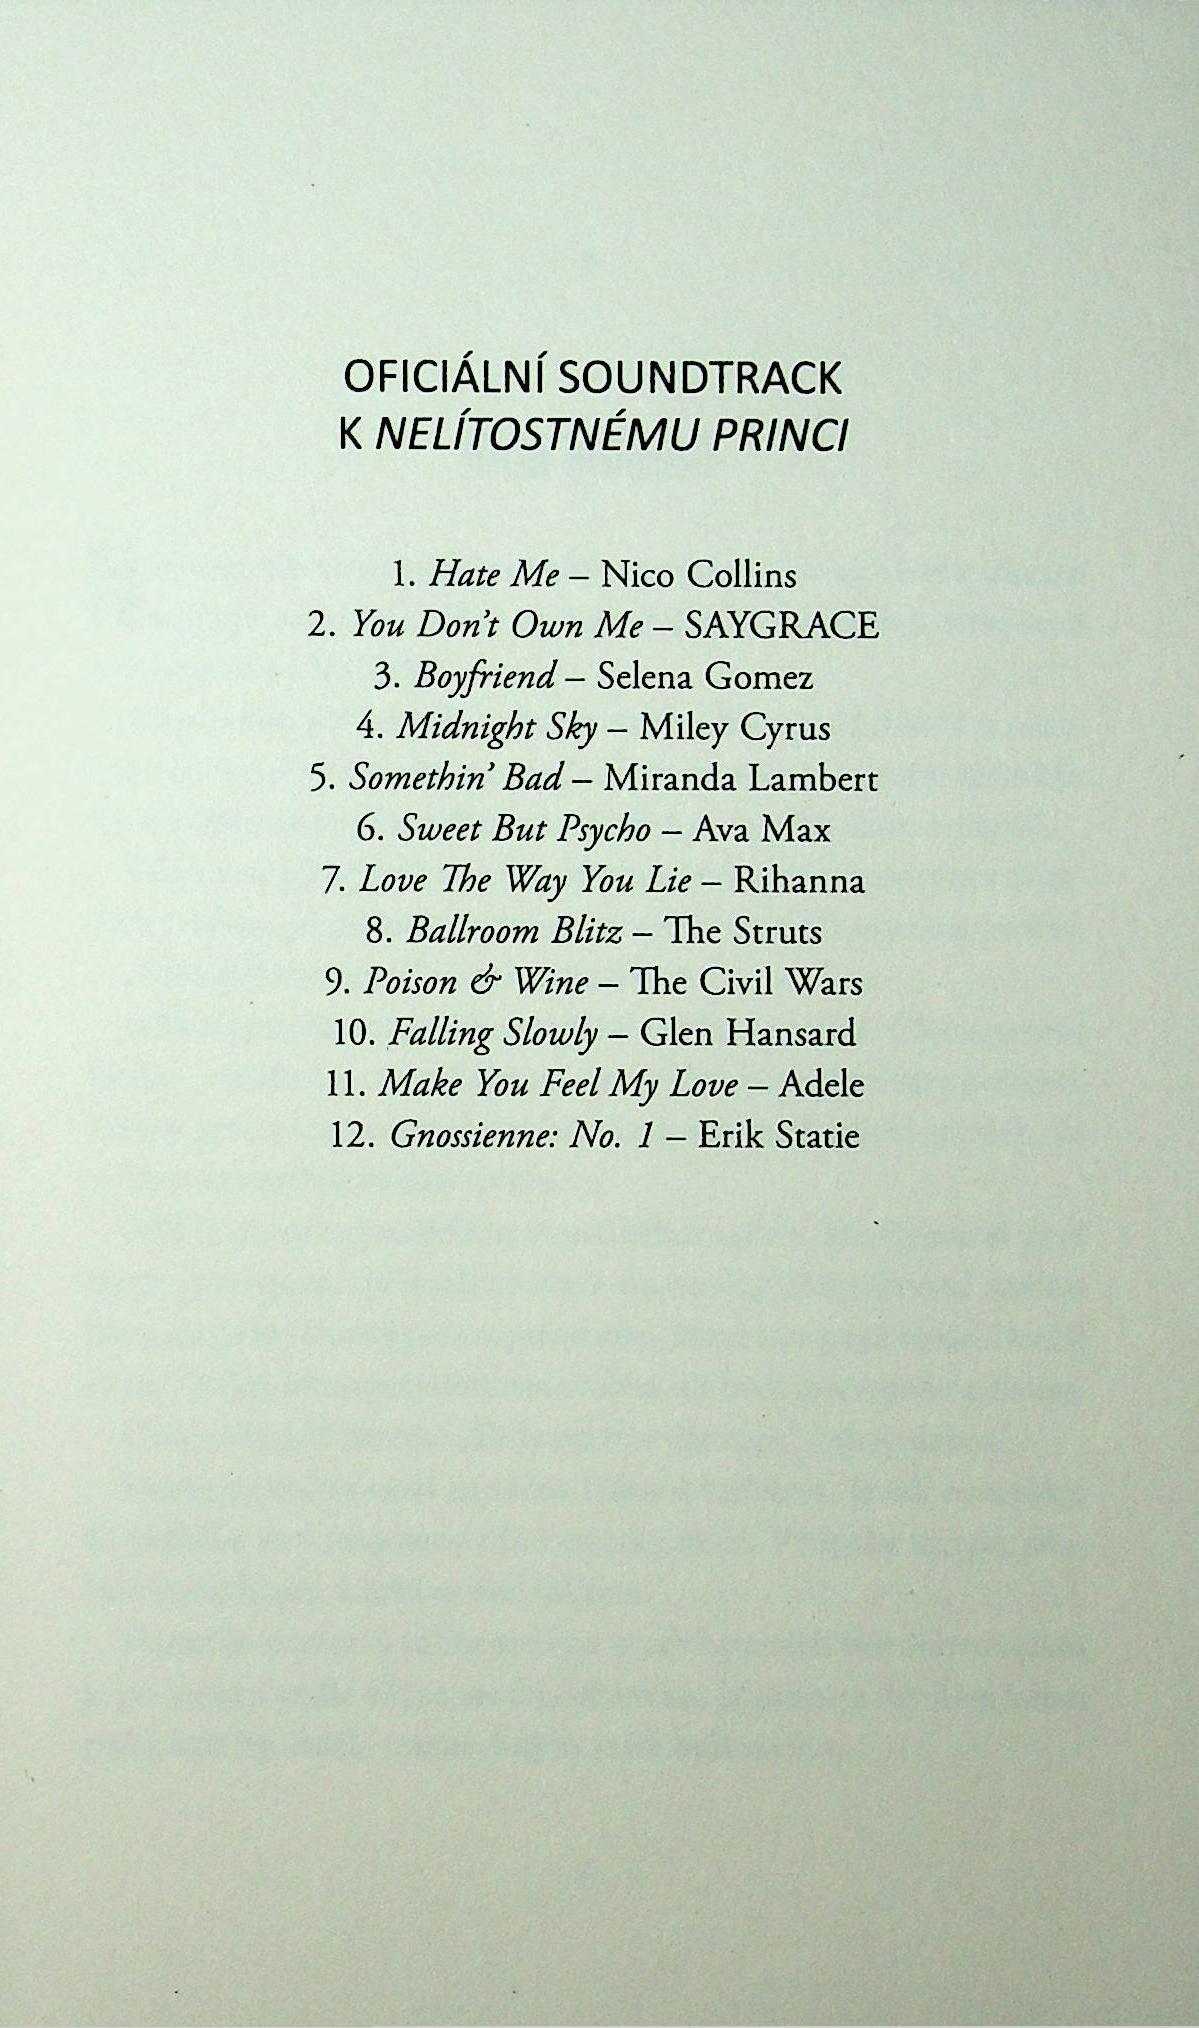 OFICIÁLNÍ SOUNDTRACK
K NELÍTOSTNÉMU PRINCI
1. Hate Me – Nico Collins
2. You Don’t Own Me – SAYGRACE
3. Boyfriend – Selena Gomez
4. Midnight Sky – Miley Cyrus
5. Somethin’ Bad – Miranda Lambert
6. Sweet But Psycho – Ava Max
7. Love The Way You Lie – Rihanna
8. Ballroom Blitz – The Struts
9. Poison & Wine – The Civil Wars
10. Falling Slowly – Glen Hansard
11. Make You Feel My Love – Adele
12. Gnossienne: No. 1 – Erik Statie